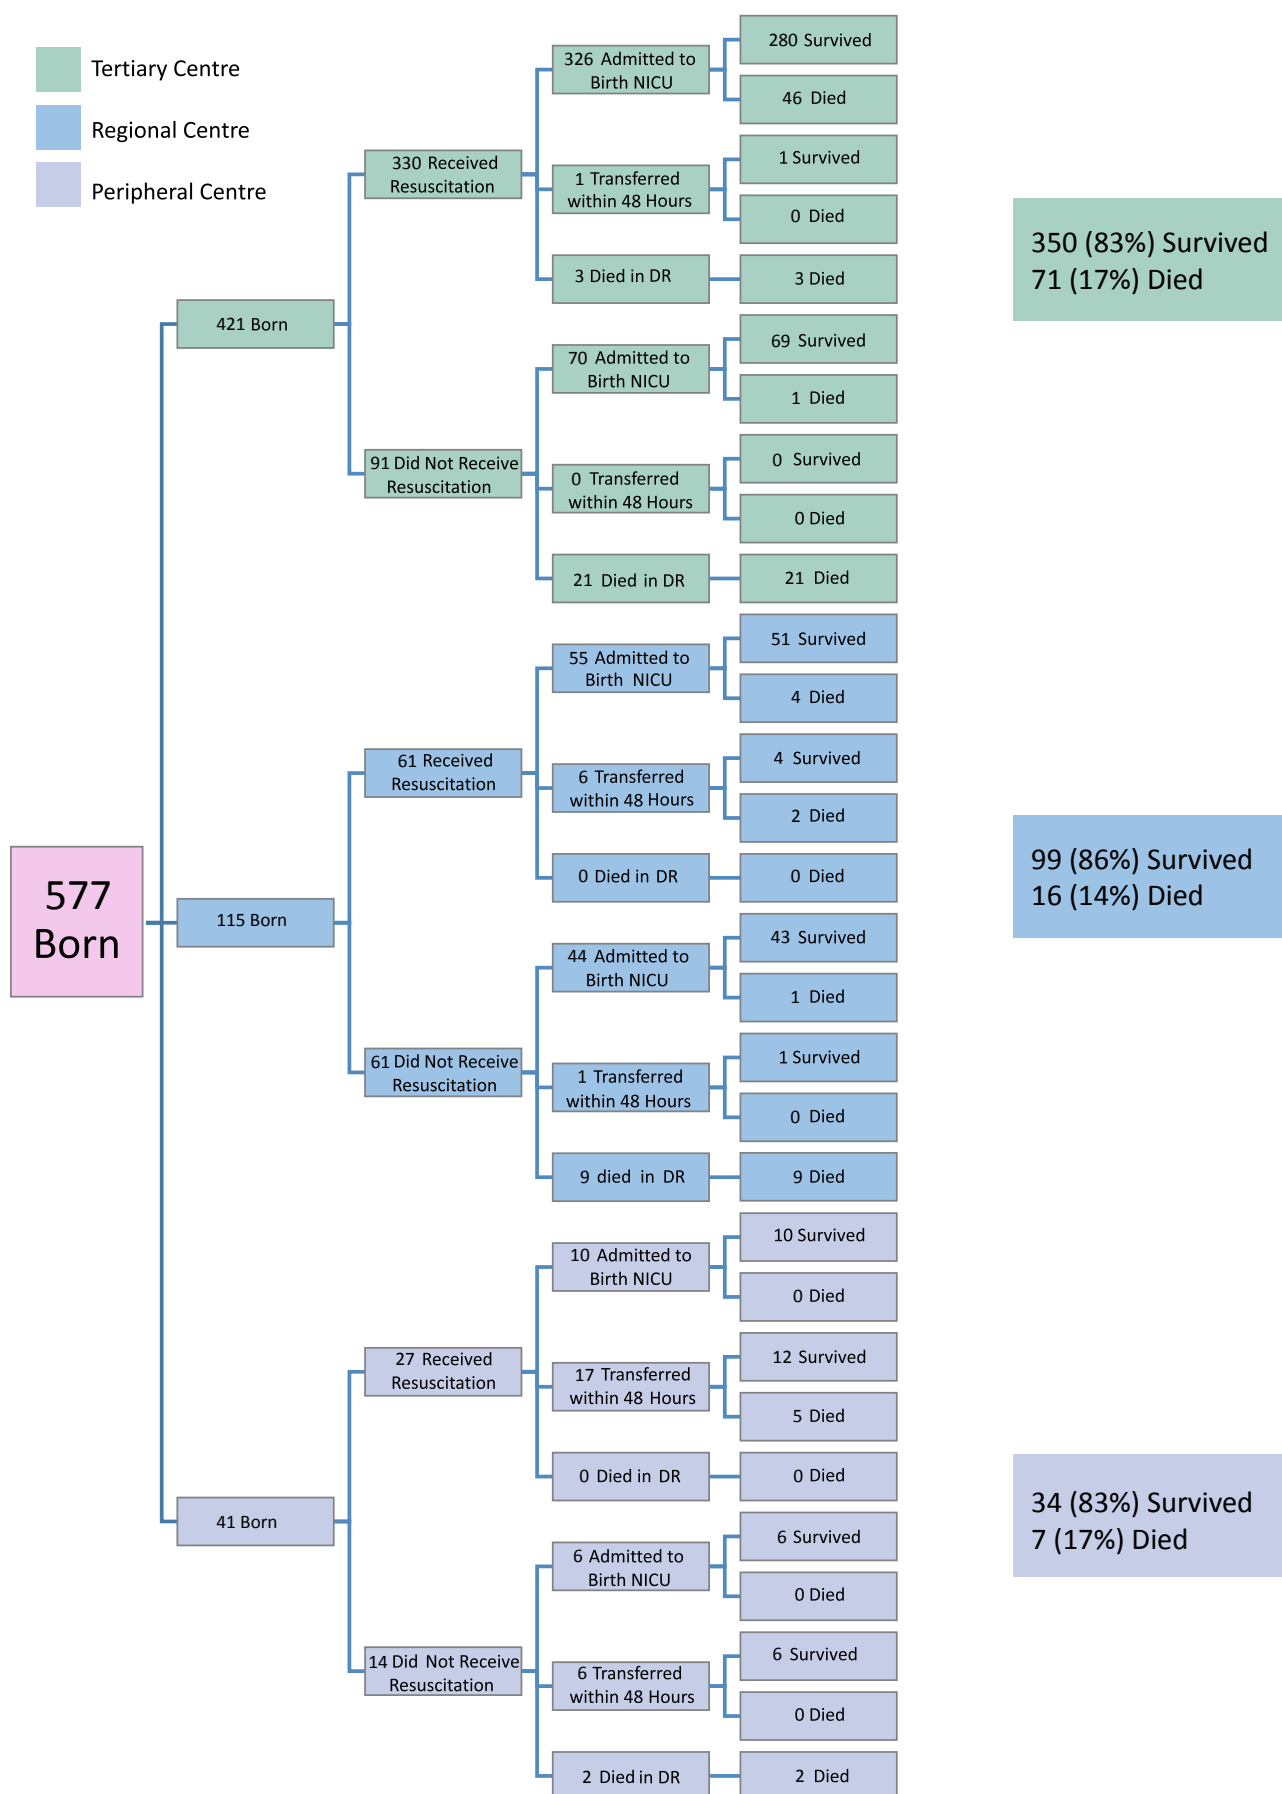 Tertiary Centre
Regional Centre
Peripheral Centre
577
Born
421 Born
330 Received
Resuscitation
326 Admitted to
Birth NICU
280 Survived
46 Died
1 Transferred
within 48 Hours
1 Survived
0 Died
3 Died in DR
3 Died
91 Did Not Receive
Resuscitation
70 Admitted to
Birth NICU
69 Survived
1 Died
0 Transferred
within 48 Hours
0 Survived
0 Died
21 Died in DR
21 Died
350 (83%) Survived
71 (17%) Died
115 Born
61 Received
Resuscitation
55 Admitted to
Birth NICU
51 Survived
4 Died
6 Transferred
within 48 Hours
4 Survived
2 Died
0 Died in DR
0 Died
61 Did Not Receive
Resuscitation
44 Admitted to
Birth NICU
43 Survived
1 Died
1 Transferred
within 48 Hours
1 Survived
0 Died
9 died in DR
9 Died
99 (86%) Survived
16 (14%) Died
41 Born
27 Received
Resuscitation
10 Admitted to
Birth NICU
10 Survived
0 Died
17 Transferred
within 48 Hours
12 Survived
5 Died
0 Died in DR
0 Died
14 Did Not Receive
Resuscitation
6 Admitted to
Birth NICU
6 Survived
0 Died
6 Transferred
within 48 Hours
6 Survived
0 Died
2 Died in DR
2 Died
34 (83%) Survived
7 (17%) Died